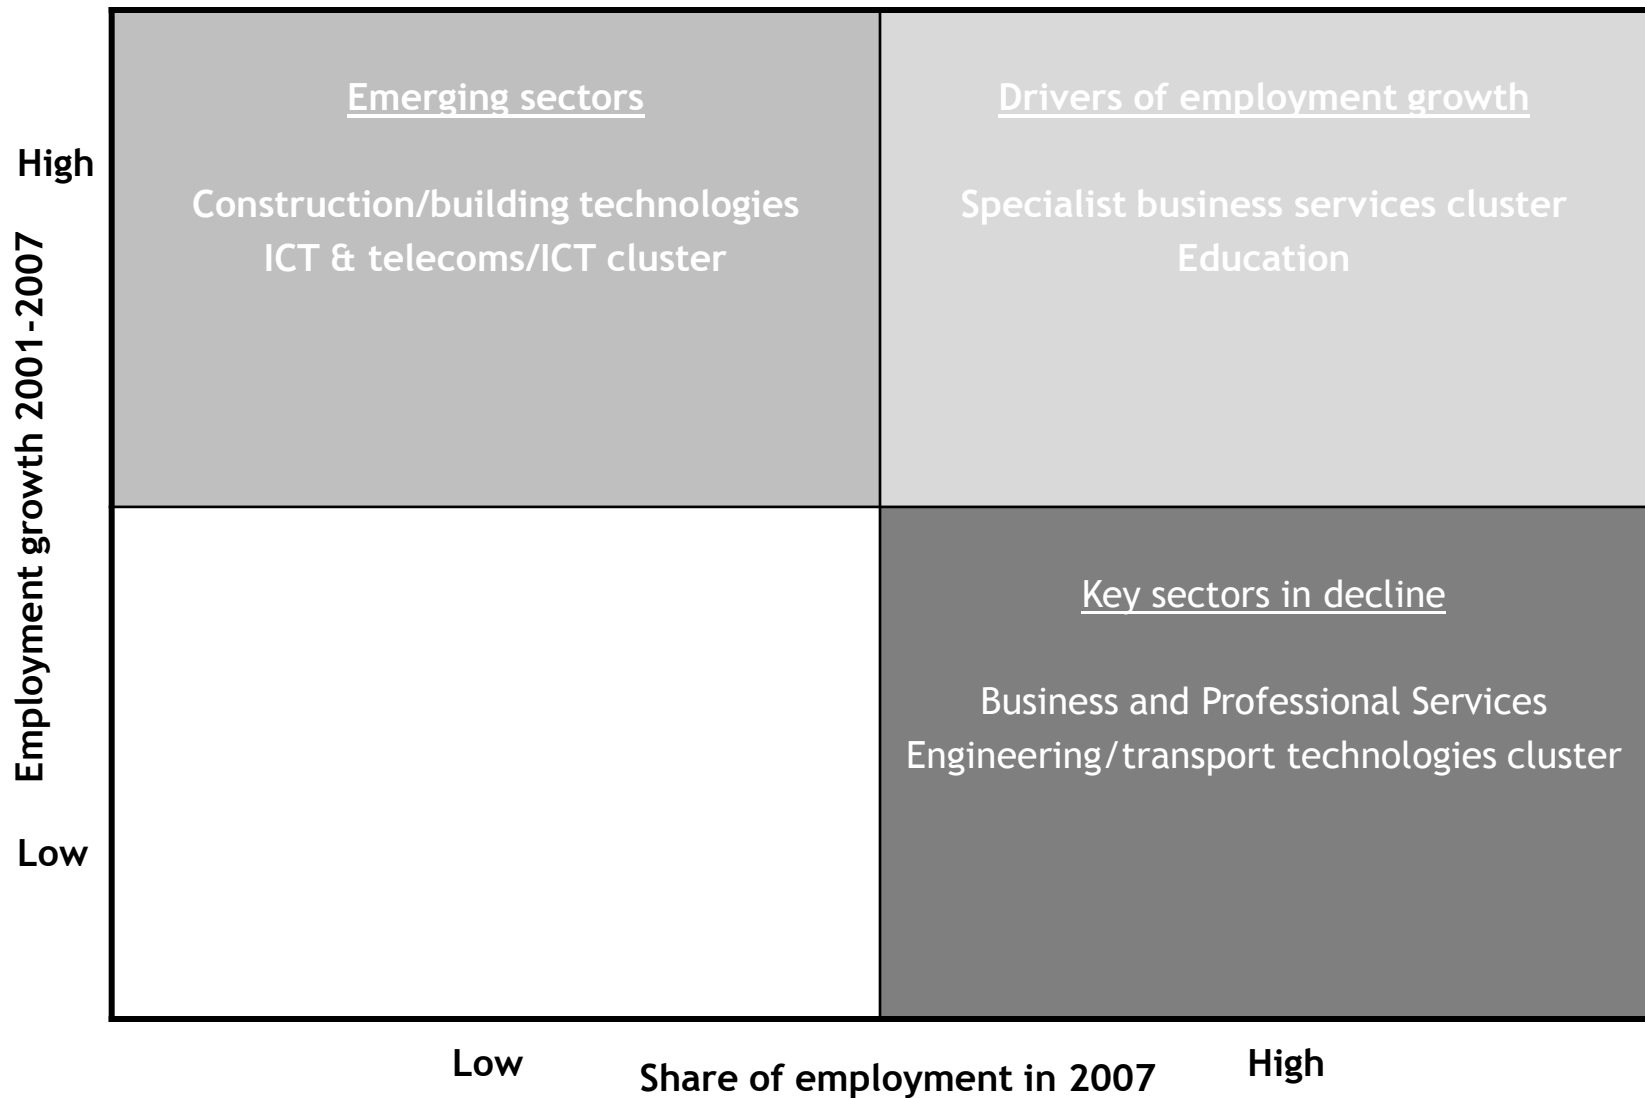 Emerging sectors
Construction/building technologies
ICT & telecoms/ICT cluster
Drivers of employment growth
Specialist business services cluster
Education
Key sectors in decline
Business and Professional Services
Engineering/transport technologies cluster
High
Employment growth 2001-2007
Low
Low
Share of employment in 2007
High